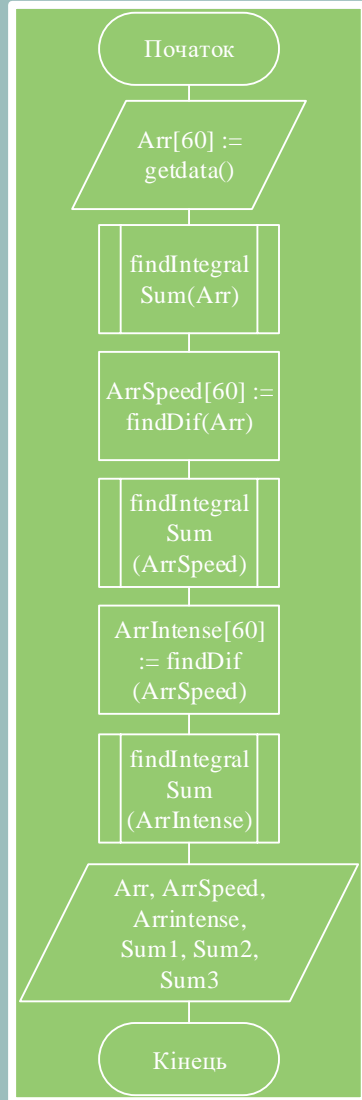 Початок
Arr[60] :=
getdata()
findIntegral
Sum(Arr)
ArrSpeed[60] :=
findDif(Arr)
findIntegral
Sum
(ArrSpeed)
ArrIntense[60]
:= findDif
(ArrSpeed)
findIntegral
Sum
(ArrIntense)
Arr, ArrSpeed,
Arrintense,
Sum1, Sum2,
Sum3
Кінець